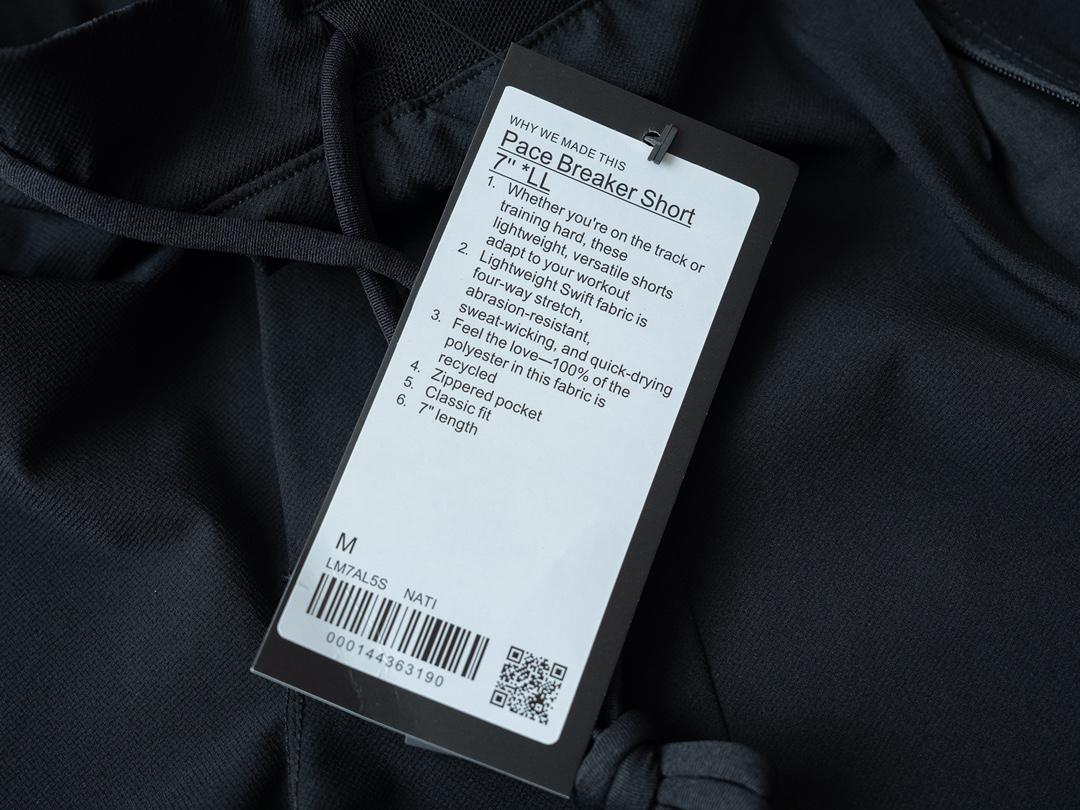 WHY WE MADE THIS
Pace Breaker Short
7" *LL
1. Whether you're on the track or
training hard, these
lightweight, versatile shorts
adapt to your workout
2. Lightweight Swift fabric is
four-way stretch,
abrasion-resistant,
sweat-wicking, and quick-drying
3. Feel the love—100% of the
polyester in this fabric is
recycled
4. Zippered pocket
5. Classic fit
6. 7" length
M
LM7AL5S NATI
000144363190